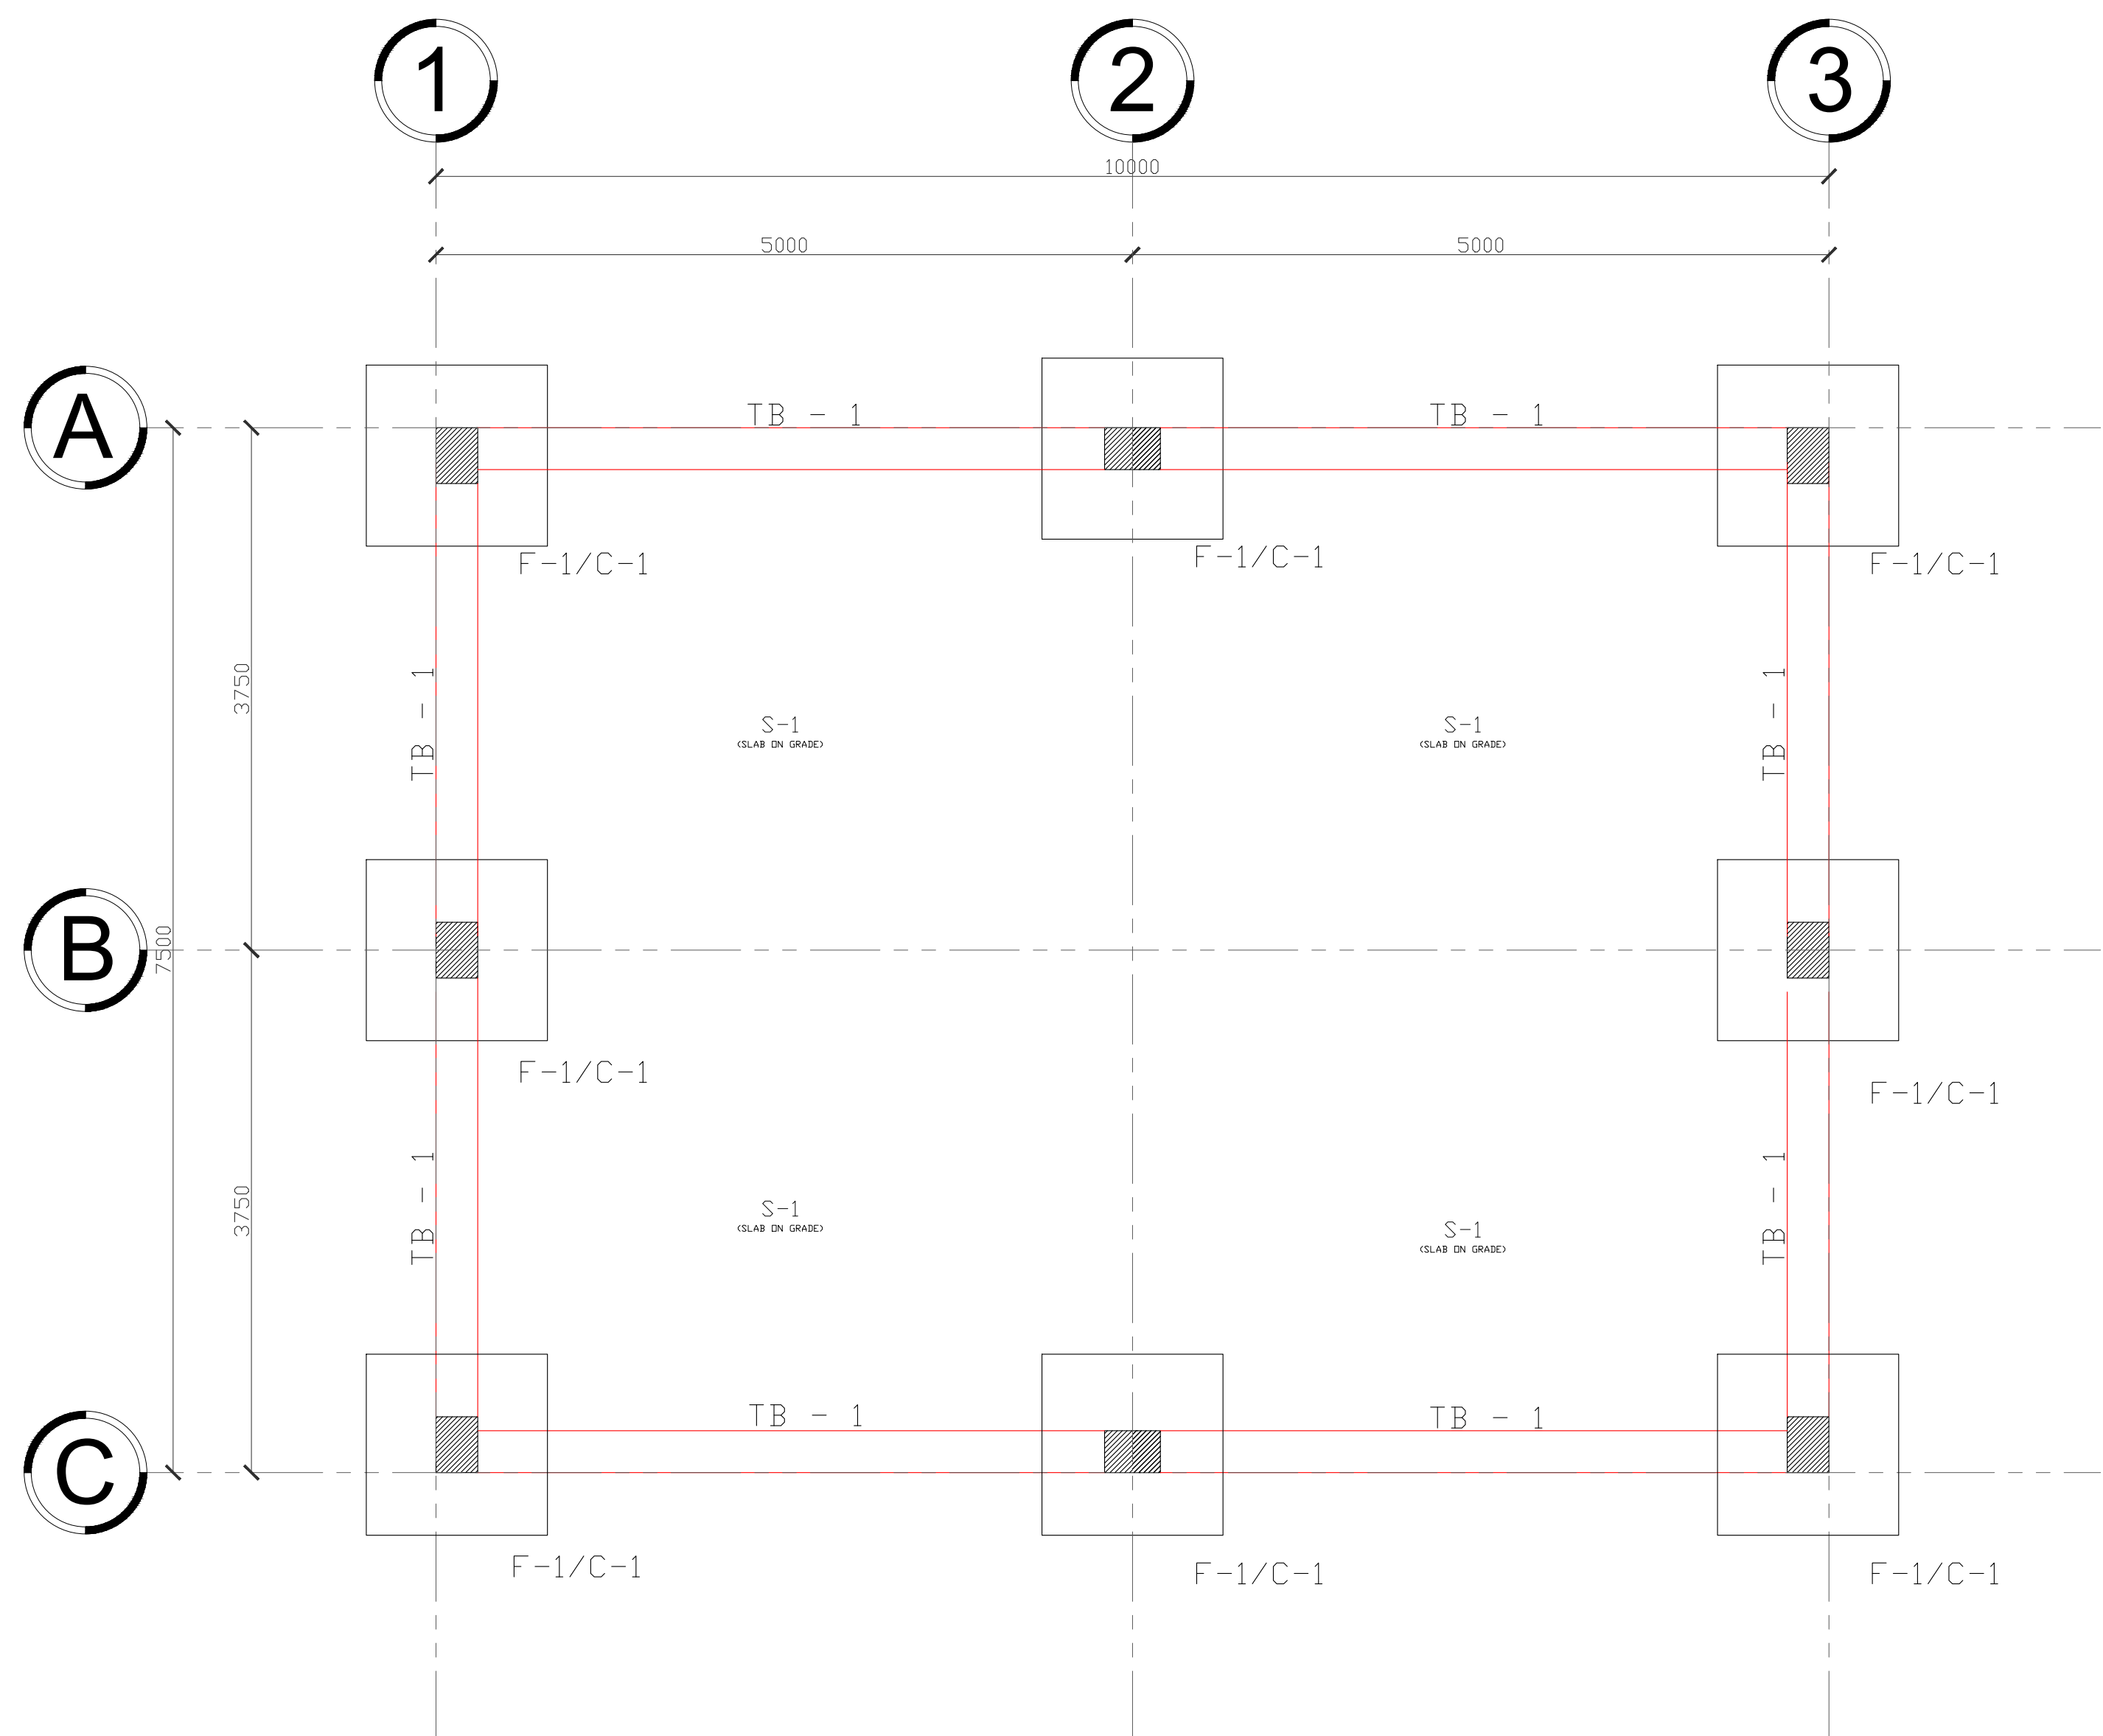 1
2
3
10000
5000
5000
A
TB - 1
TB - 1
F-1/C-1
F-1/C-1
F-1/C-1
3750
TB - 1
TB - 1
S-1
(SLAB ON GRADE)
S-1
(SLAB ON GRADE)
B
7500
F-1/C-1
F-1/C-1
3750
TB - 1
TB - 1
S-1
(SLAB ON GRADE)
S-1
(SLAB ON GRADE)
TB - 1
TB - 1
C
F-1/C-1
F-1/C-1
F-1/C-1